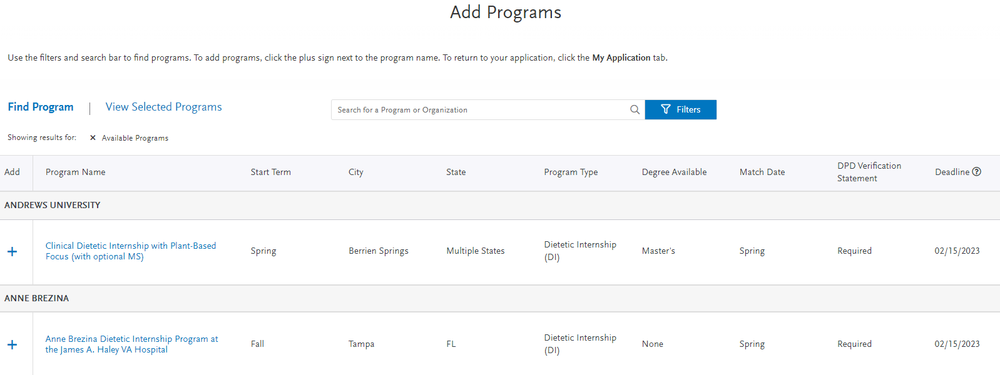 Add Programs
Use the filters and search bar to find programs. To add programs, click the plus sign next to the program name. To return to your application, click the My Application tab.
Find Program | View Selected Programs
Search for a Program or Organization
Filters
Showing results for: × Available Programs
Add Program Name Start Term City State Program Type Degree Available Match Date DPD Verification Statement Deadline ?
ANDREWS UNIVERSITY
+ Clinical Dietetic Internship with Plant-Based Focus (with optional MS) Spring Berrien Springs Multiple States Dietetic Internship (DI) Master's Spring Required 02/15/2023
ANNE BREZINA
+ Anne Brezina Dietetic Internship Program at the James A. Haley VA Hospital Fall Tampa FL Dietetic Internship (DI) None Spring Required 02/15/2023